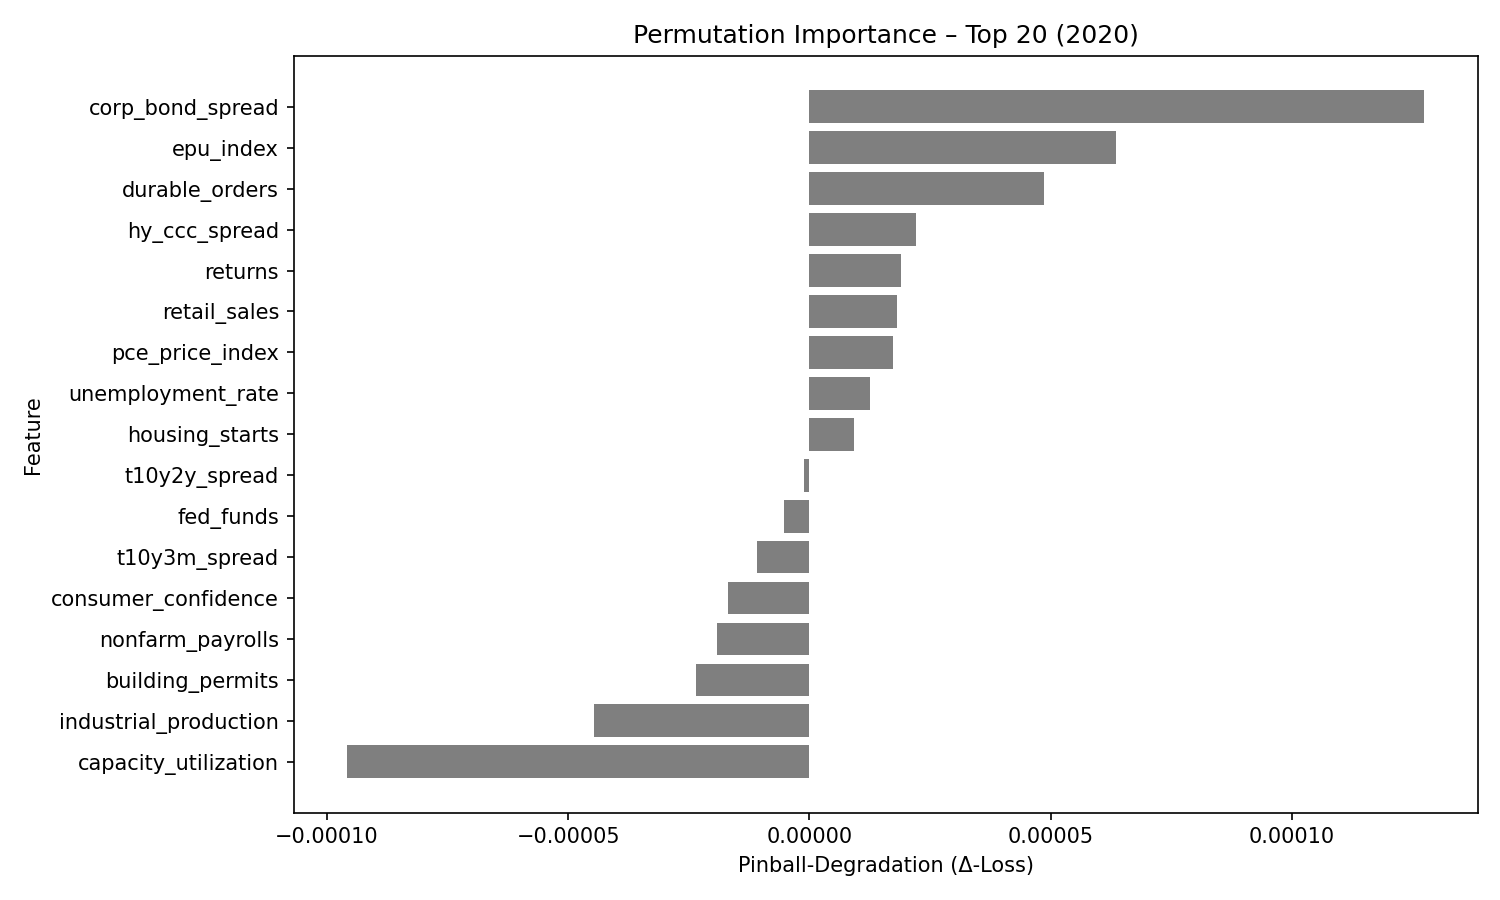 Permutation Importance – Top 20 (2020)
corp_bond_spread
epu_index
durable_orders
hy_ccc_spread
returns
retail_sales
pce_price_index
unemployment_rate
housing_starts
t10y2y_spread
fed_funds
t10y3m_spread
consumer_confidence
nonfarm_payrolls
building_permits
industrial_production
capacity_utilization
Feature
−0.00010 −0.00005 0.00000 0.00005 0.00010
Pinball-Degradation (Δ-Loss)